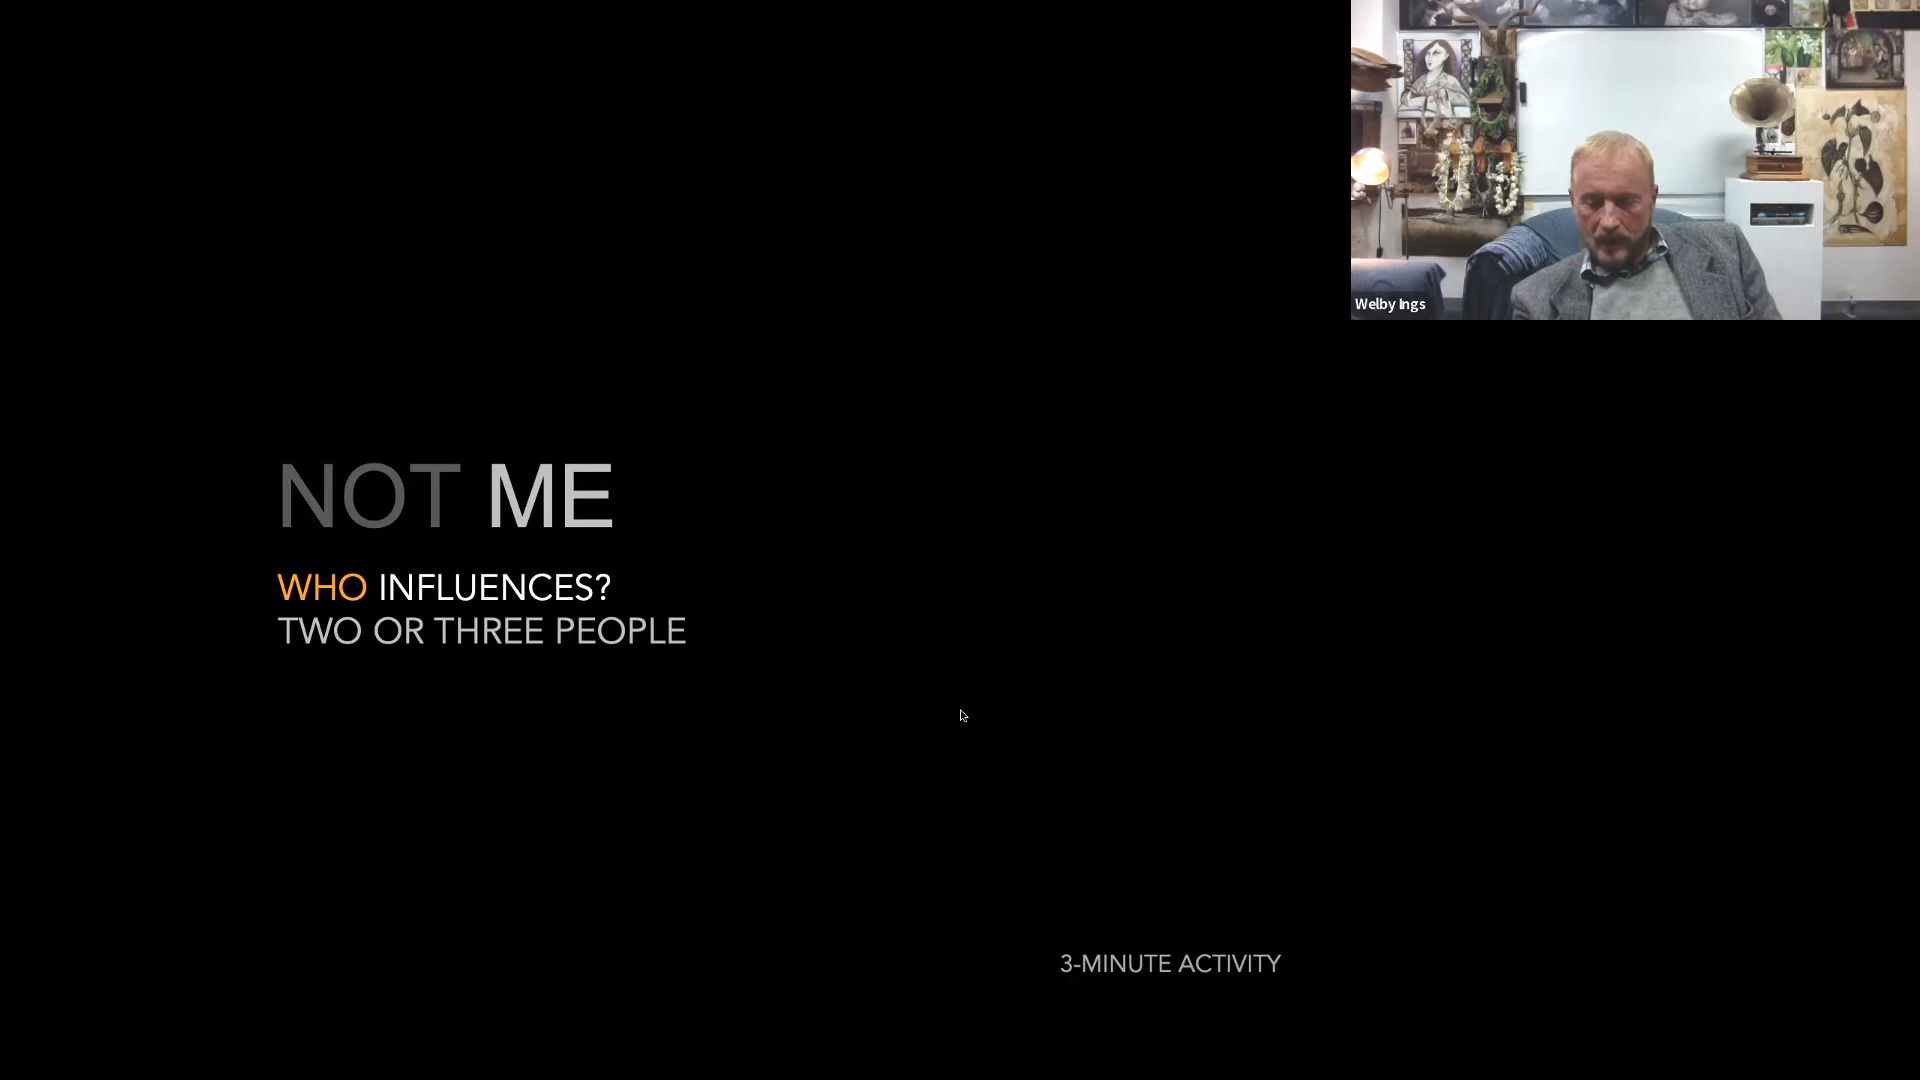 Welby Ings
NOT ME
WHO INFLUENCES?
TWO OR THREE PEOPLE
3-MINUTE ACTIVITY